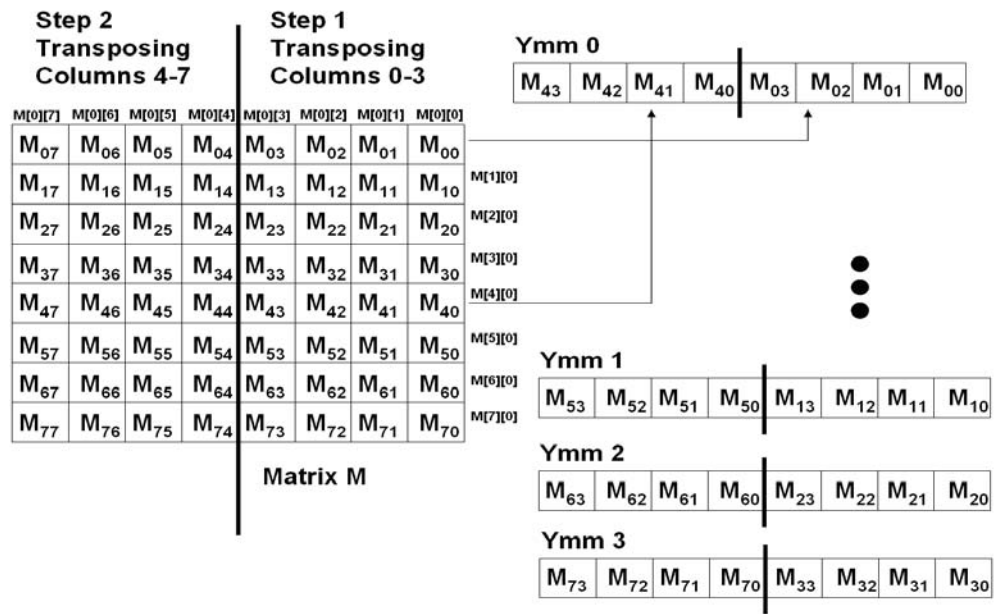 Step 2
Transposing
Columns 4-7
Step 1
Transposing
Columns 0-3
M[0][7] M[0][6] M[0][5] M[0][4] M[0][3] M[0][2] M[0][1] M[0][0]
M07 M06 M05 M04 M03 M02 M01 M00
M17 M16 M15 M14 M13 M12 M11 M10 M[1][0]
M27 M26 M25 M24 M23 M22 M21 M20 M[2][0]
M37 M36 M35 M34 M33 M32 M31 M30 M[3][0]
M47 M46 M45 M44 M43 M42 M41 M40 M[4][0]
M57 M56 M55 M54 M53 M52 M51 M50 M[5][0]
M67 M66 M65 M64 M63 M62 M61 M60 M[6][0]
M77 M76 M75 M74 M73 M72 M71 M70 M[7][0]
Matrix M
Ymm 0
M43 M42 M41 M40 M03 M02 M01 M00
Ymm 1
M53 M52 M51 M50 M13 M12 M11 M10
Ymm 2
M63 M62 M61 M60 M23 M22 M21 M20
Ymm 3
M73 M72 M71 M70 M33 M32 M31 M30